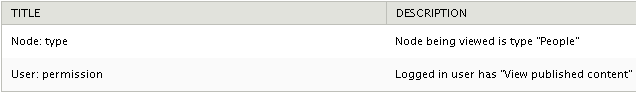 TITLE DESCRIPTION
Node: type Node being viewed is type "People"
User: permission Logged in user has "View published content"